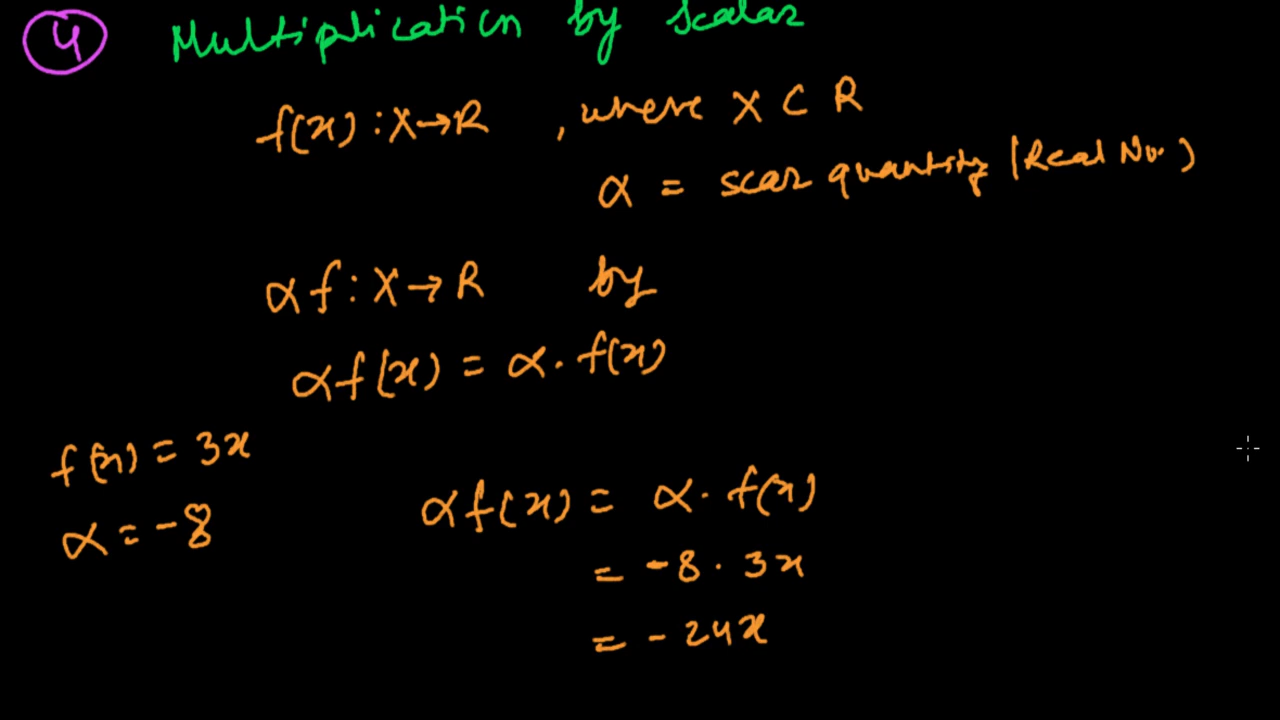 4 Multiplication by Scalar
f(x) : X→R , where X ⊂ R
α = scar quantity (Real No.)
αf : X→R by
αf(x) = α. f(x)
f(x) = 3x
α = -8
αf(x) = α. f(x)
= -8 . 3x
= -24x